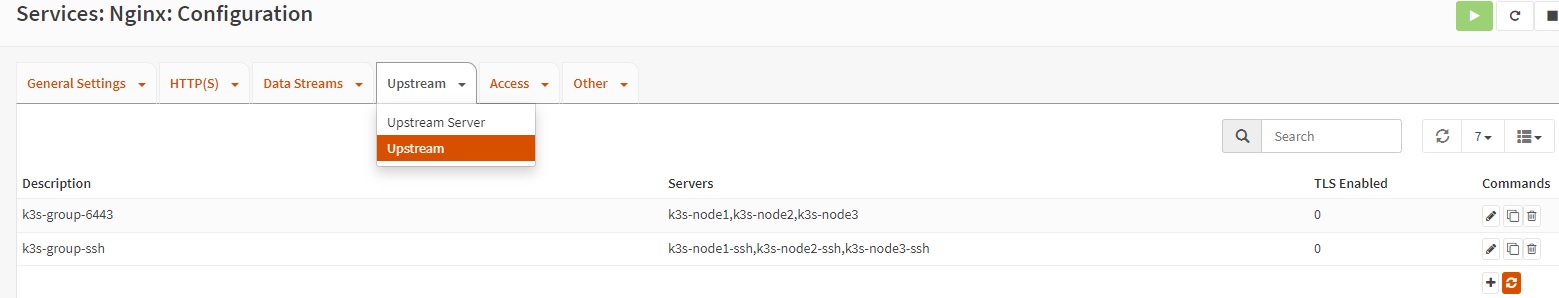 Services: Nginx: Configuration
General Settings HTTP(S) Data Streams Upstream Access Other
Upstream Server
Upstream
Search 7
Description Servers TLS Enabled Commands
k3s-group-6443 k3s-node1,k3s-node2,k3s-node3 0
k3s-group-ssh k3s-node1-ssh,k3s-node2-ssh,k3s-node3-ssh 0